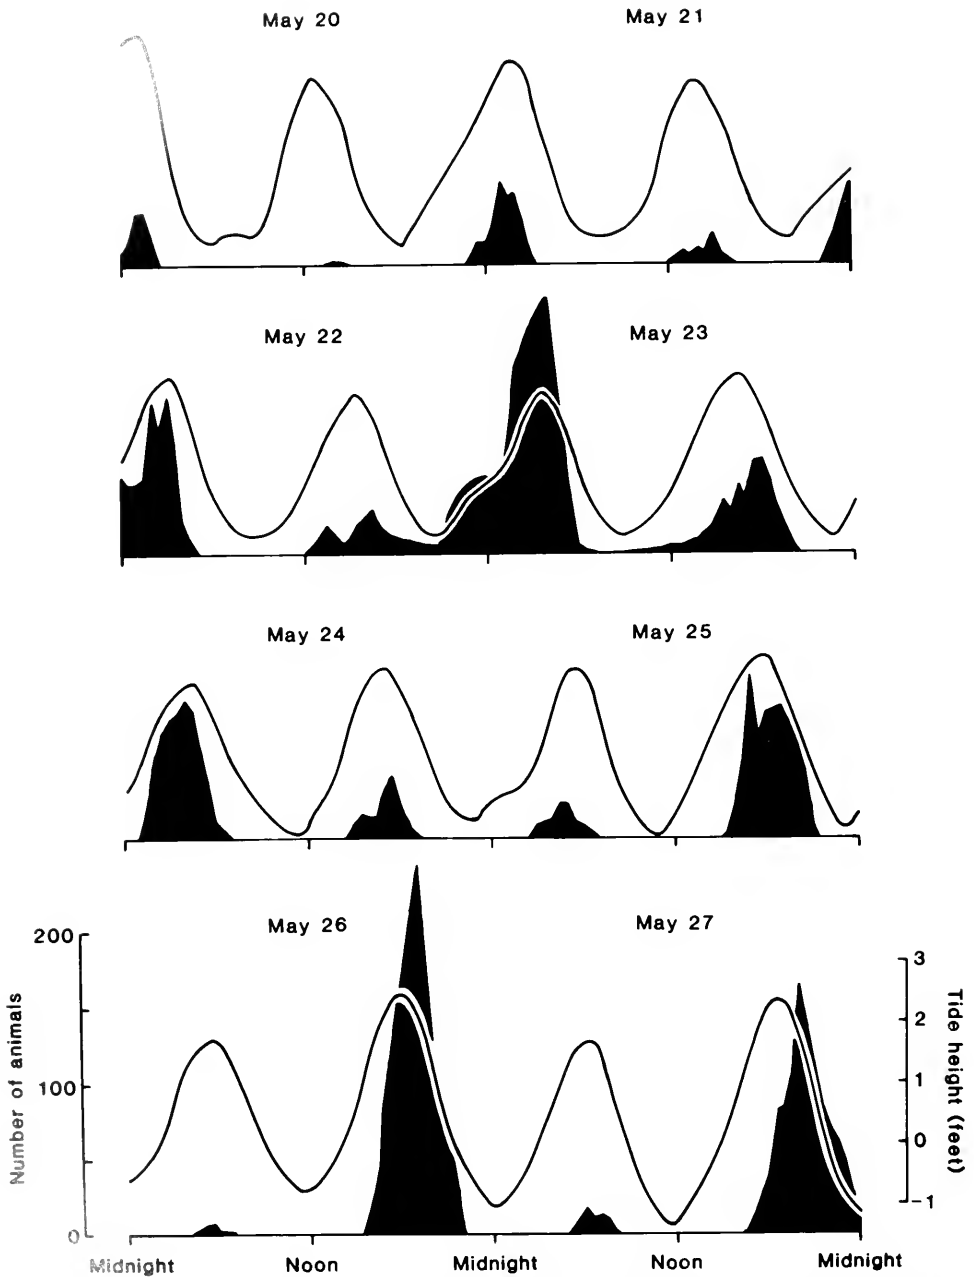 May 20
May 21
May 22
May 23
May 24
May 25
May 26
May 27
200
100
0
Number of animals
3
2
1
0
-1
Tide height (feet)
Midnight
Noon
Midnight
Noon
Midnight